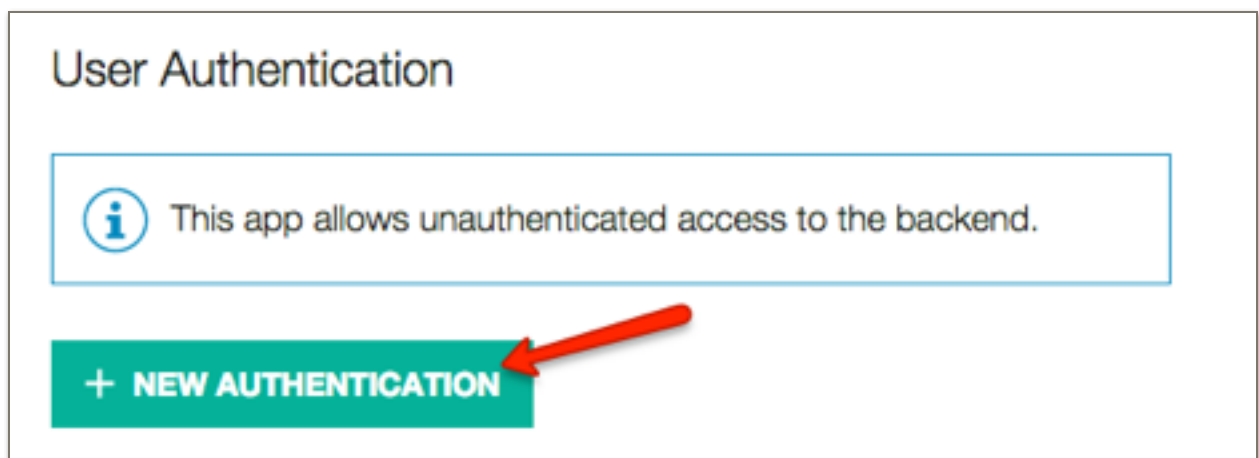 User Authentication
This app allows unauthenticated access to the backend.
+ NEW AUTHENTICATION